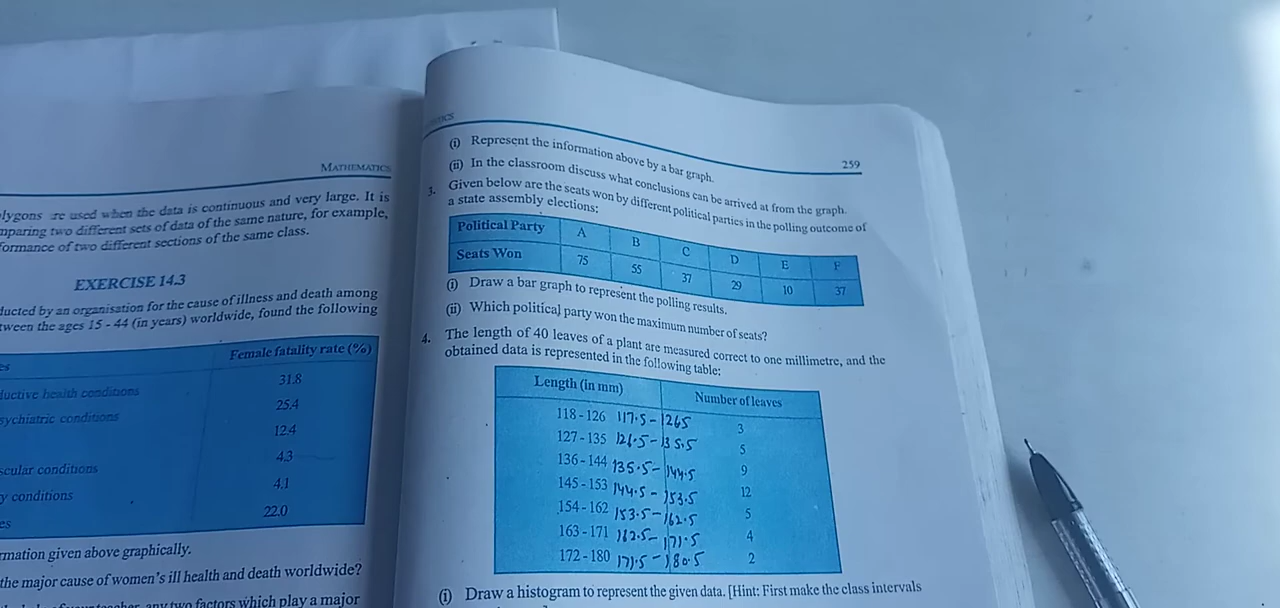 MATHEMATICS
lygons are used when the data is continuous and very large. It is
mparing two different sets of data of the same nature, for example,
formance of two different sections of the same class.
EXERCISE 14.3
ducted by an organisation for the cause of illness and death among
tween the ages 15 - 44 (in years) worldwide, found the following
es Female fatality rate (%)
ductive health conditions 31.8
sychiatric conditions 25.4
12.4
scular conditions 4.3
y conditions 4.1
es 22.0
rmation given above graphically.
the major cause of women's ill health and death worldwide?
any two factors which play a major
259
(i) Represent the information above by a bar graph.
(ii) In the classroom discuss what conclusions can be arrived at from the graph.
3. Given below are the seats won by different political parties in the polling outcome of
a state assembly elections:
Political Party A B C D E F
Seats Won 75 55 37 29 10 37
(i) Draw a bar graph to represent the polling results.
(ii) Which political party won the maximum number of seats?
4. The length of 40 leaves of a plant are measured correct to one millimetre, and the
obtained data is represented in the following table:
Length (in mm) Number of leaves
118 - 126 117.5 - 126.5 3
127 - 135 126.5 - 135.5 5
136 - 144 135.5 - 144.5 9
145 - 153 144.5 - 153.5 12
154 - 162 153.5 - 162.5 5
163 - 171 162.5 - 171.5 4
172 - 180 171.5 - 180.5 2
(i) Draw a histogram to represent the given data. [Hint: First make the class intervals